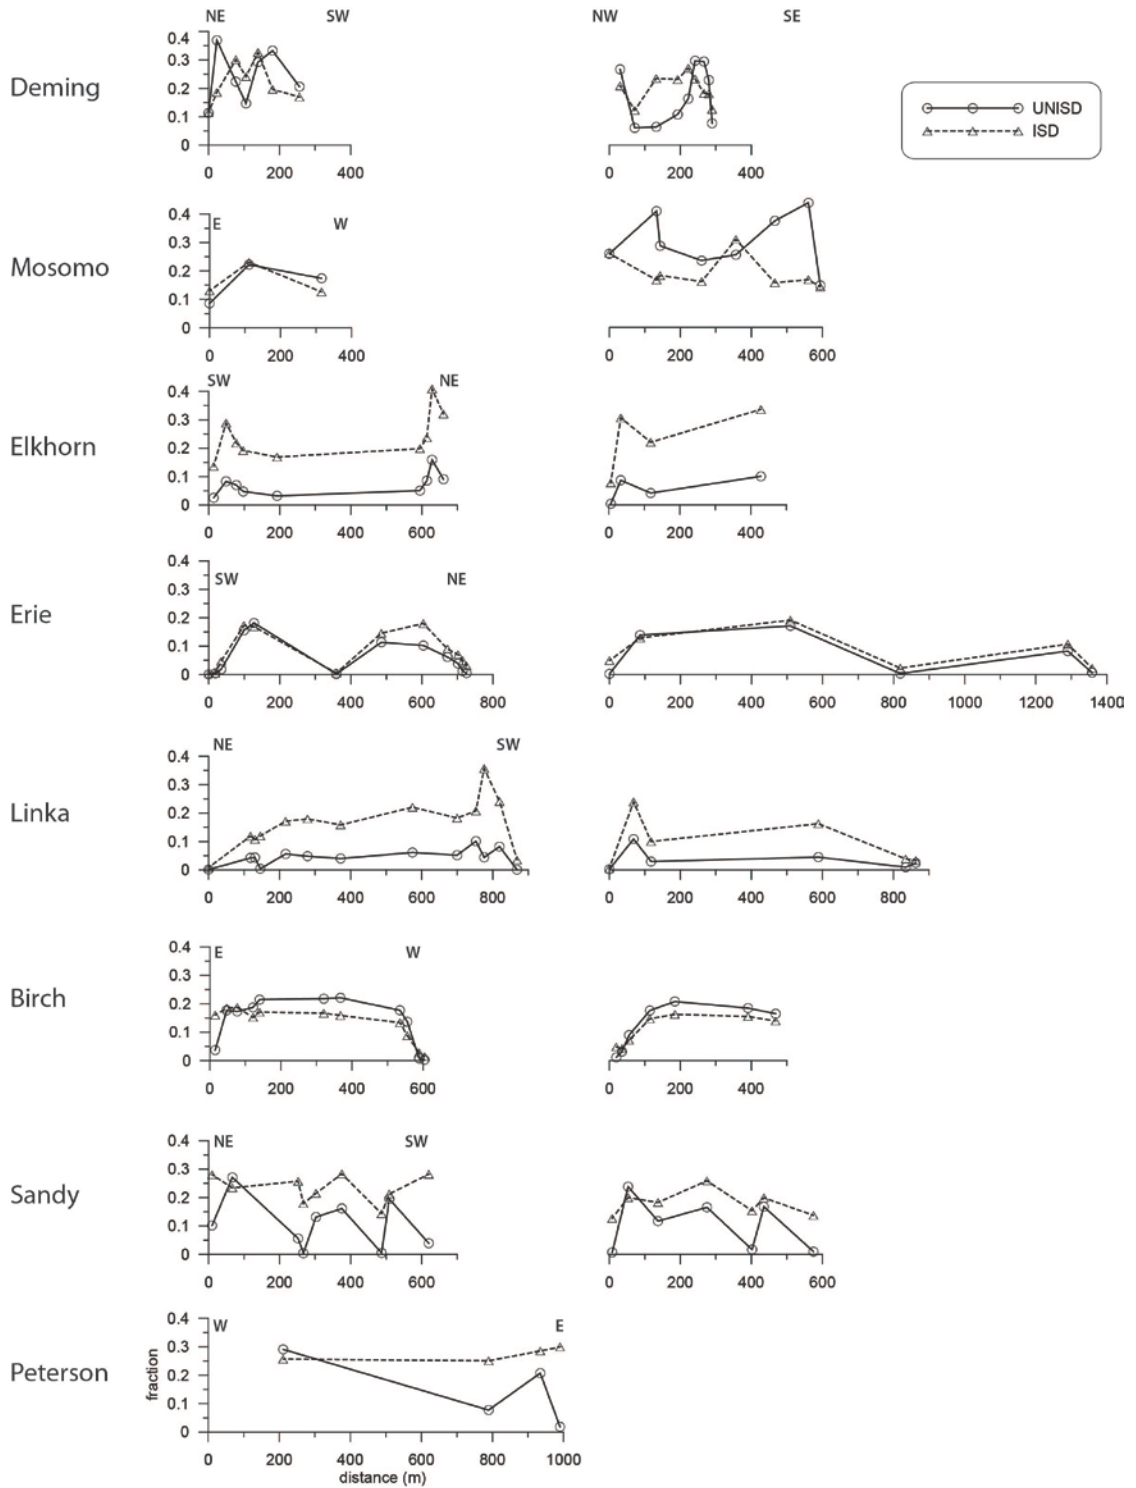 NE SW NW SE
Deming
0.4
0.3
0.2
0.1
0
0 200 400
0 200 400
UNISD
ISD
Mosomo
E W
0.4
0.3
0.2
0.1
0
0 200 400
0 200 400 600
Elkhorn
SW NE
0.4
0.3
0.2
0.1
0
0 200 400 600
0 200 400
Erie
SW NE
0.4
0.3
0.2
0.1
0
0 200 400 600 800
0 200 400 600 800 1000 1200 1400
Linka
NE SW
0.4
0.3
0.2
0.1
0
0 200 400 600 800
0 200 400 600 800
Birch
E W
0.4
0.3
0.2
0.1
0
0 200 400 600
0 200 400
Sandy
NE SW
0.4
0.3
0.2
0.1
0
0 200 400 600
0 200 400 600
Peterson
W E
fraction
0.4
0.3
0.2
0.1
0
0 200 400 600 800 1000
distance (m)